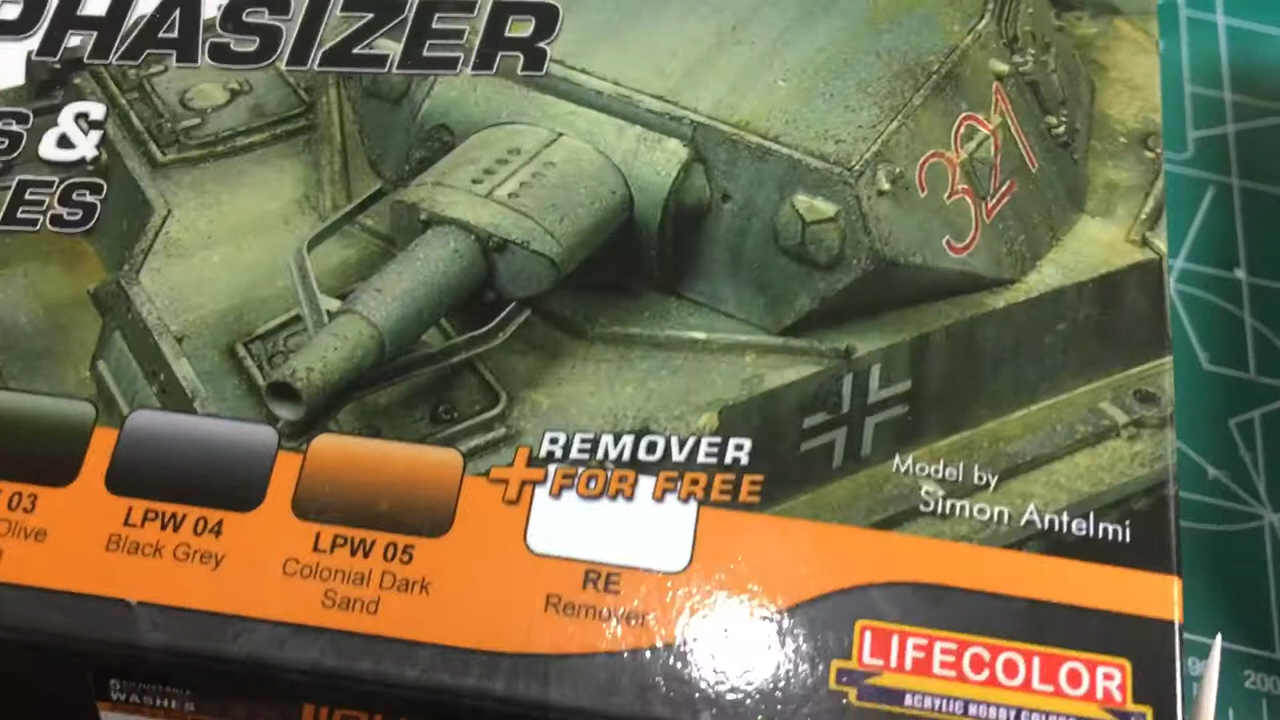 PHASIZER
S &
ES
321
REMOVER
+FOR FREE
Model by
Simon Antelmi
03
Olive
LPW 04
Black Grey
LPW 05
Colonial Dark
Sand
RE
Remover
LIFECOLOR
ACRYLIC HOBBY COLORS
WASHES
200